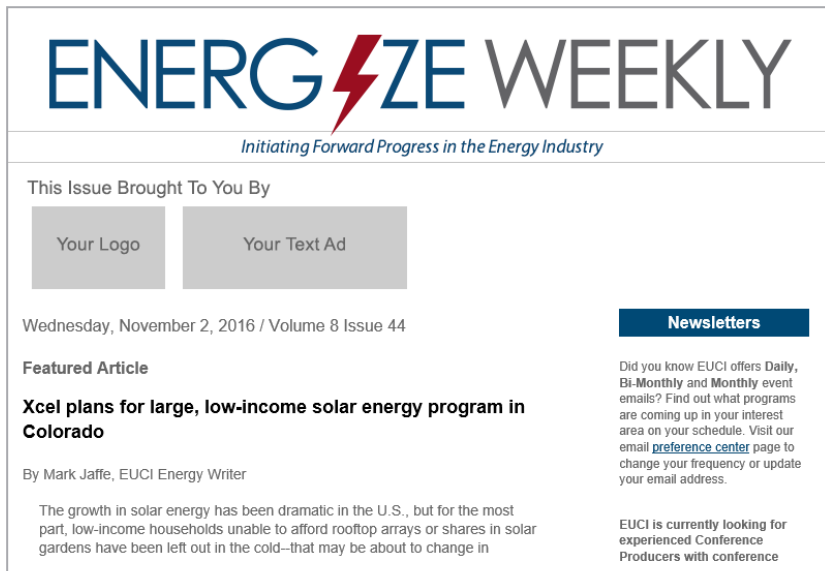 ENERGIZE WEEKLY
Initiating Forward Progress in the Energy Industry
This Issue Brought To You By
Your Logo
Your Text Ad
Wednesday, November 2, 2016 / Volume 8 Issue 44
Featured Article
Xcel plans for large, low-income solar energy program in
Colorado
By Mark Jaffe, EUCI Energy Writer
The growth in solar energy has been dramatic in the U.S., but for the most
part, low-income households unable to afford rooftop arrays or shares in solar
gardens have been left out in the cold--that may be about to change in
Newsletters
Did you know EUCI offers Daily,
Bi-Monthly and Monthly event
emails? Find out what programs
are coming up in your interest
area on your schedule. Visit our
email preference center page to
change your frequency or update
your email address.
EUCI is currently looking for
experienced Conference
Producers with conference